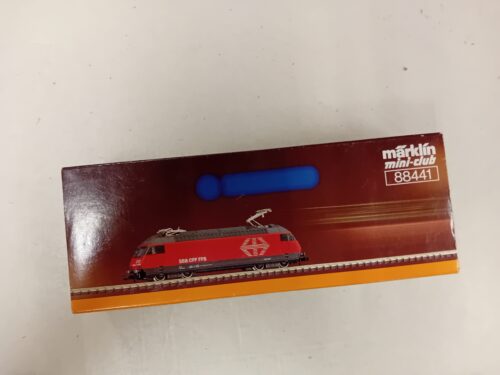 märklin
mini-club
88441
SBB CFF FFS